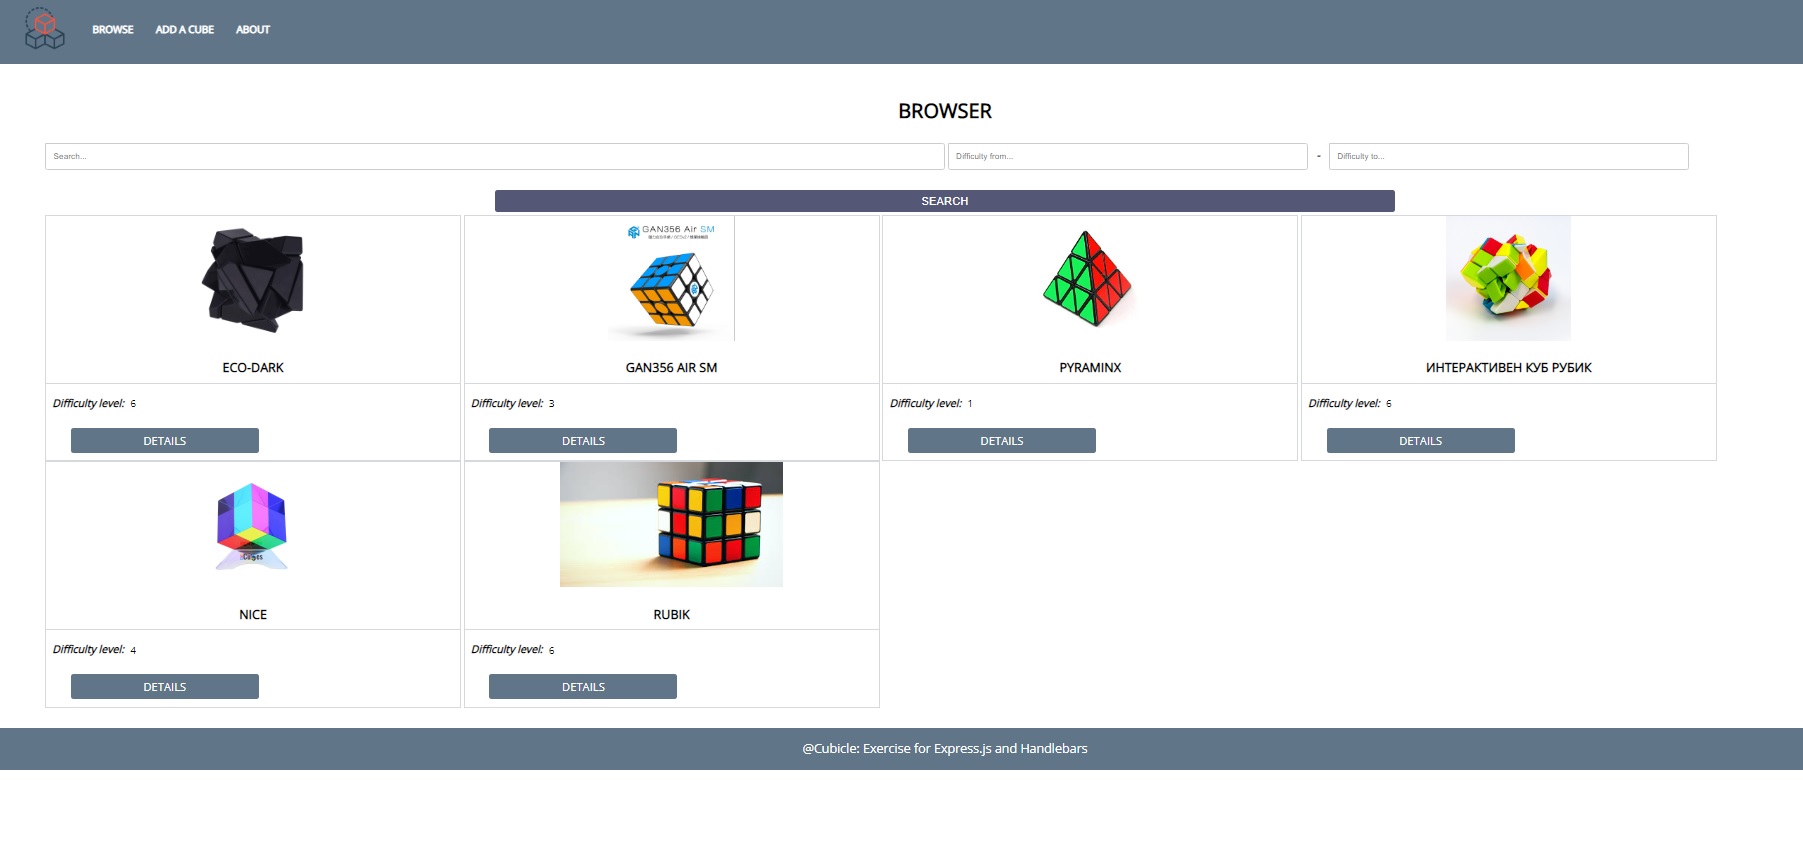 BROWSE ADD A CUBE ABOUT
BROWSER
Search... Difficulty from... - Difficulty to...
SEARCH
GAN356 Air SM
ECO-DARK
Difficulty level: 6
DETAILS
GAN356 AIR SM
Difficulty level: 3
DETAILS
PYRAMINX
Difficulty level: 1
DETAILS
ИНТЕРАКТИВЕН КУБ РУБИК
Difficulty level: 6
DETAILS
NICE
Difficulty level: 4
DETAILS
RUBIK
Difficulty level: 6
DETAILS
@Cubicle: Exercise for Express.js and Handlebars